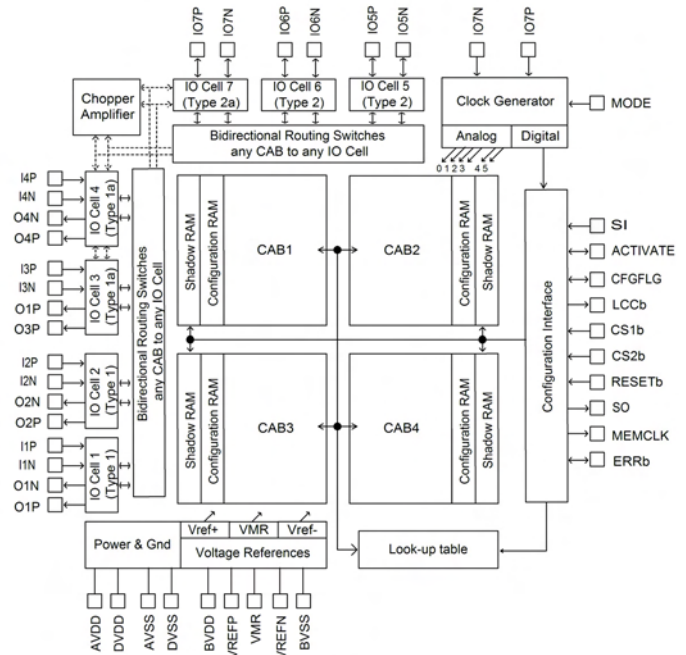 IO7P
IO7N
IO6P
IO6N
IO5P
IO5N
IO7N
IO7P
Chopper
Amplifier
IO Cell 7
(Type 2a)
IO Cell 6
(Type 2)
IO Cell 5
(Type 2)
Clock Generator
Analog
Digital
MODE
Bidirectional Routing Switches
any CAB to any IO Cell
0 1 2 3 4 5
I4P
I4N
O4N
O4P
IO Cell 4
(Type 1a)
I3P
I3N
O1P
O3P
IO Cell 3
(Type 1a)
I2P
I2N
O2N
O2P
IO Cell 2
(Type 1)
I1P
I1N
O1N
O1P
IO Cell 1
(Type 1)
Bidirectional Routing Switches
any CAB to any IO Cell
Shadow RAM
Configuration RAM
CAB1
CAB2
Configuration RAM
Shadow RAM
Shadow RAM
Configuration RAM
CAB3
CAB4
Configuration RAM
Shadow RAM
Configuration Interface
SI
ACTIVATE
CFGFLG
LCCb
CS1b
CS2b
RESETb
SO
MEMCLK
ERRb
Power & Gnd
Vref+
VMR
Vref-
Voltage References
Look-up table
AVDD
DVDD
AVSS
DVSS
BVDD
VREFP
VMR
VREFN
BVSS